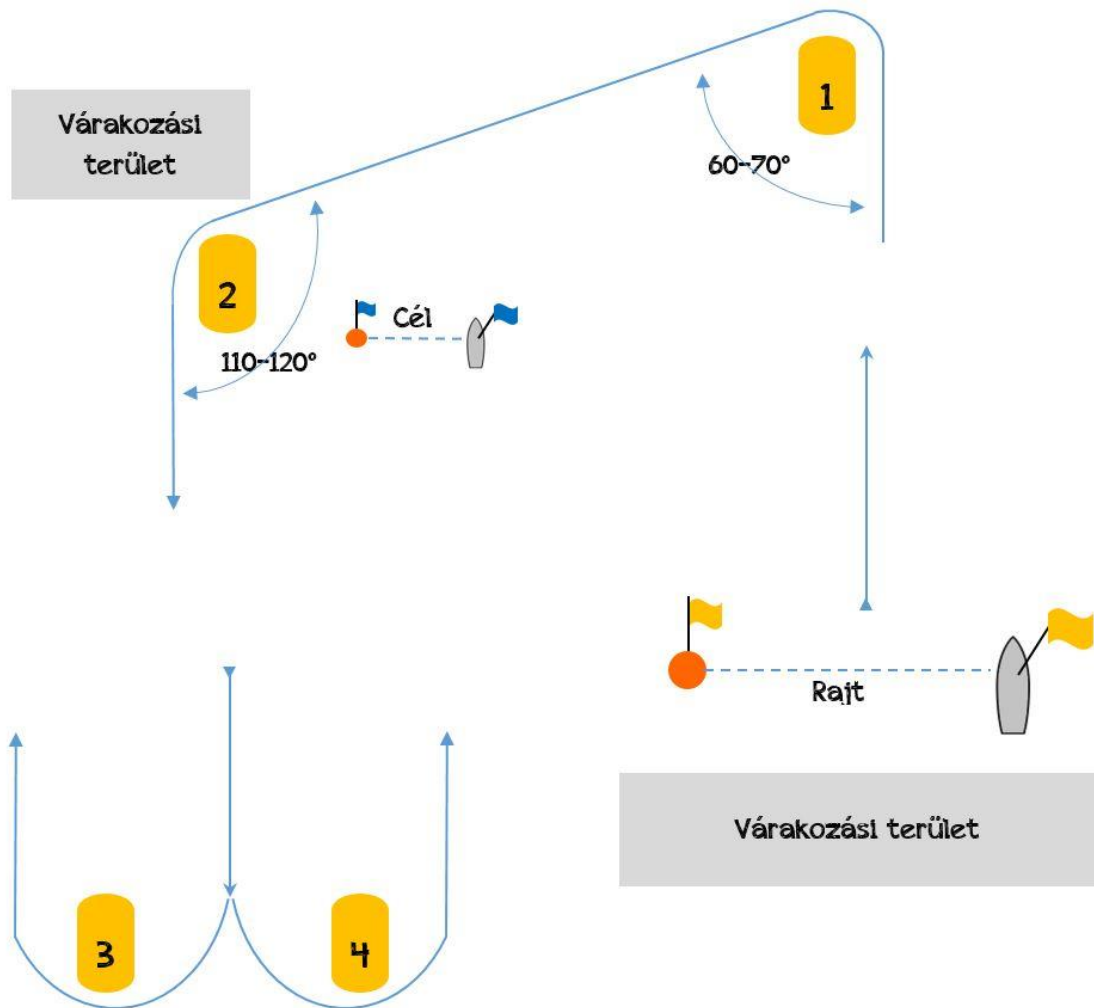 1
Várakozási
terület
60-70°
2
Cél
110-120°
Rajt
Várakozási terület
3
4